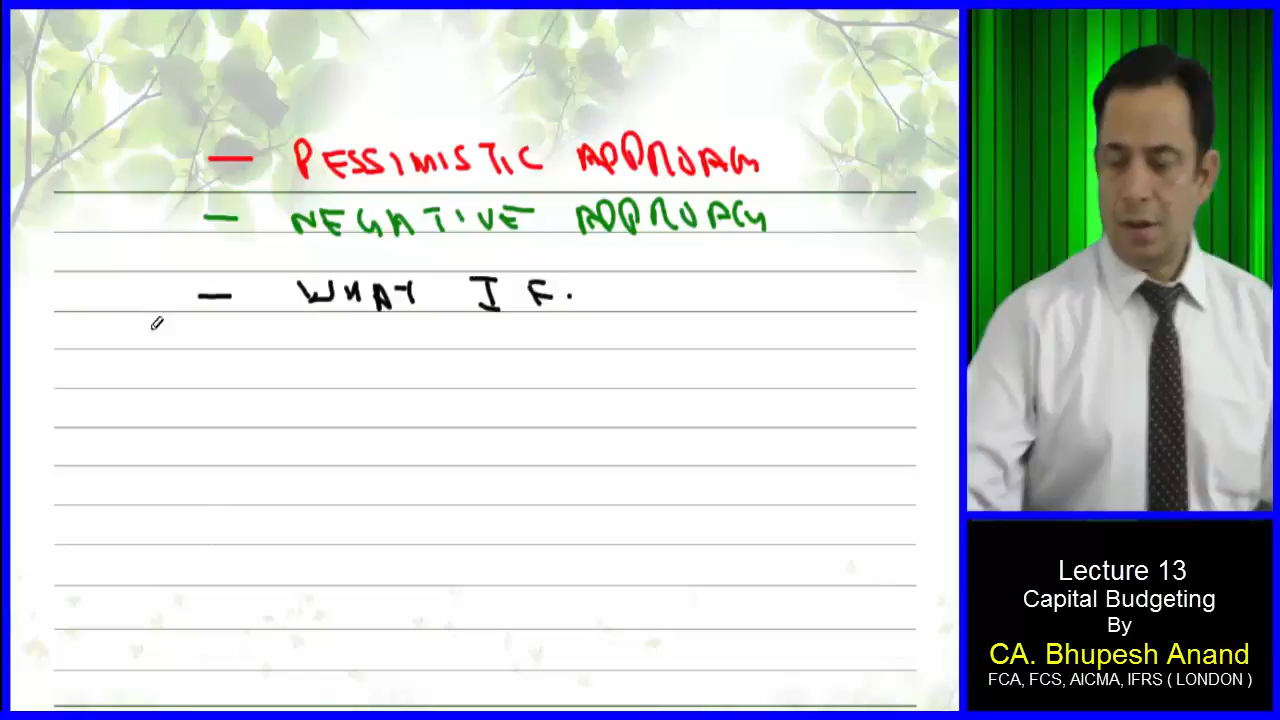 — PESSIMISTIC APPROACH
— NEGATIVE APPROACH
— WHAT IF.
Lecture 13
Capital Budgeting
By
CA. Bhupesh Anand
FCA, FCS, AICMA, IFRS ( LONDON )